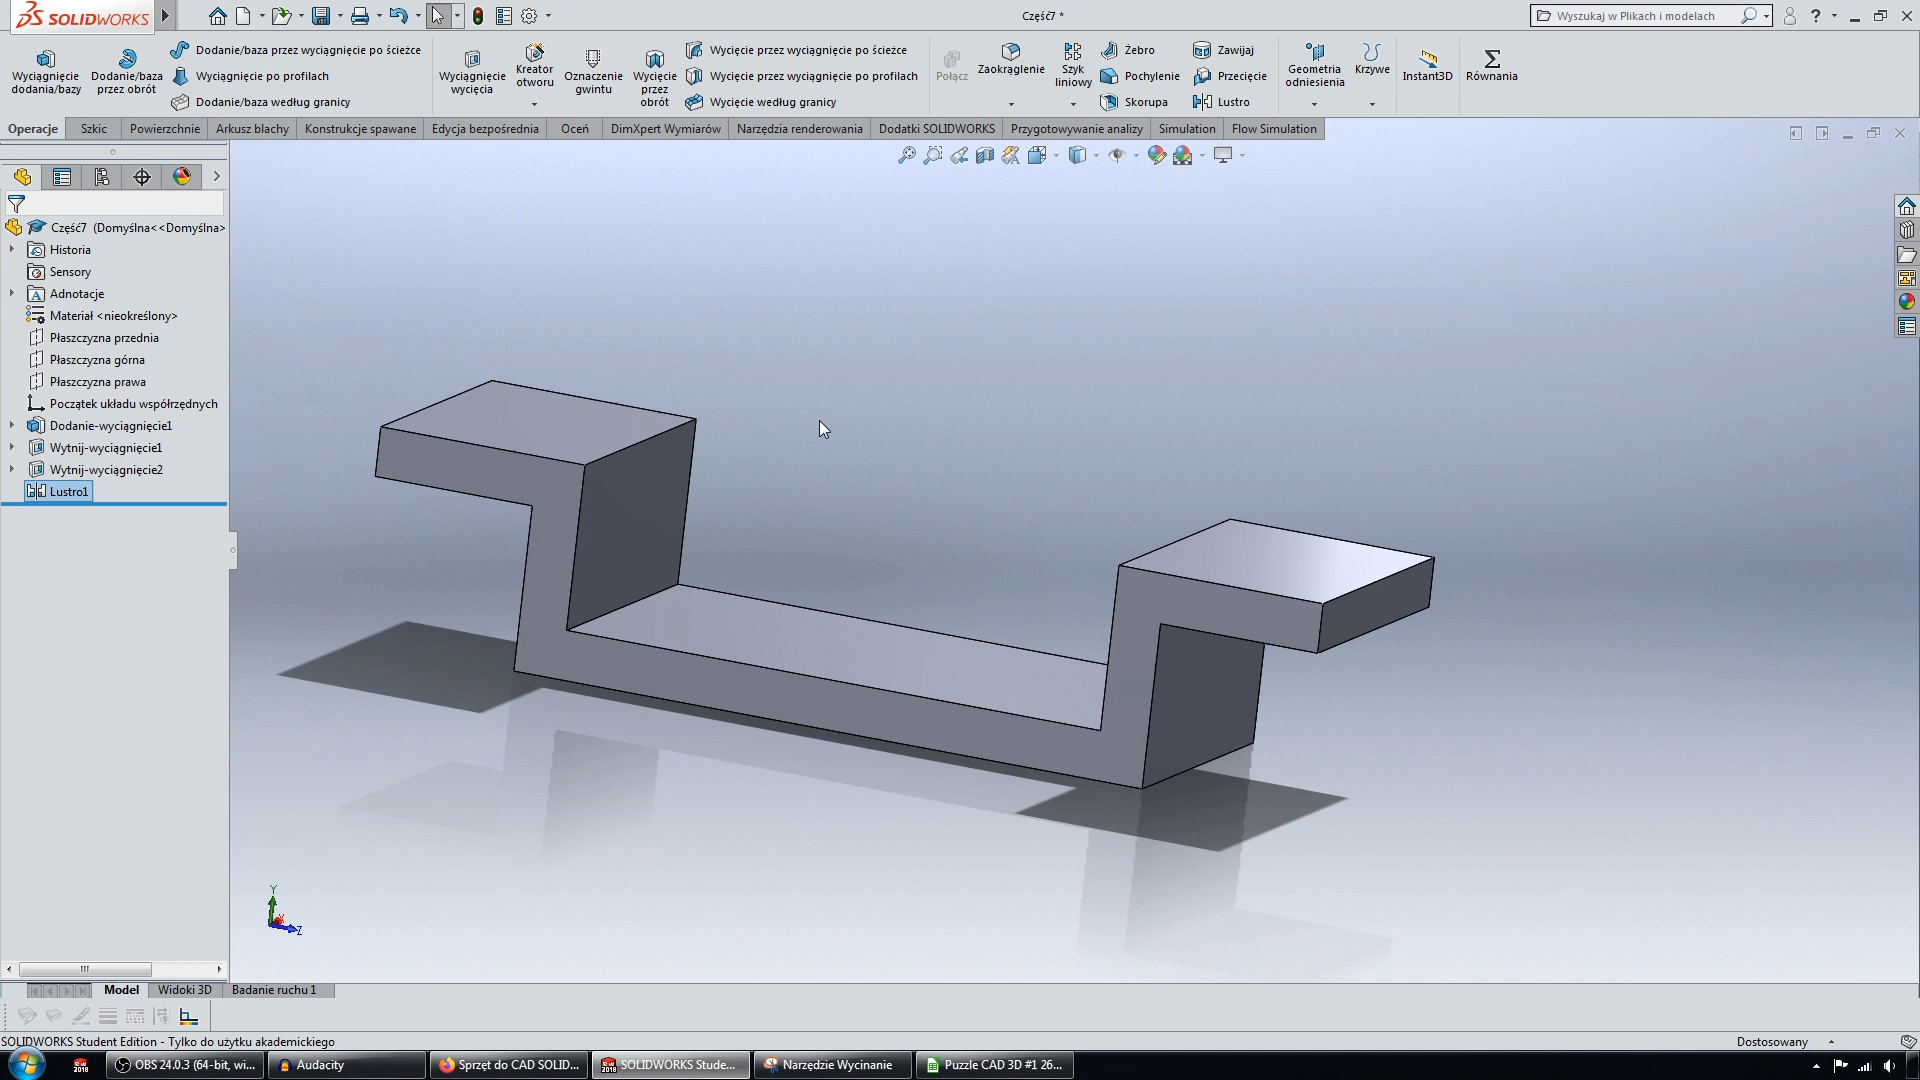 SOLIDWORKS
Część7 *
Wyszukaj w Plikach i modelach
Wyciągnięcie dodania/bazy
Dodanie/baza przez obrót
Dodanie/baza przez wyciągnięcie po ścieżce
Wyciągnięcie po profilach
Dodanie/baza według granicy
Wyciągnięcie wycięcia
Kreator otworu
Oznaczenie gwintu
Wycięcie przez obrót
Wycięcie przez wyciągnięcie po ścieżce
Wycięcie przez wyciągnięcie po profilach
Wycięcie według granicy
Połącz
Zaokrąglenie
Szyk liniowy
Żebro
Pochylenie
Skorupa
Zawijaj
Przecięcie
Lustro
Geometria odniesienia
Krzywe
Instant3D
Równania
Operacje
Szkic
Powierzchnie
Arkusz blachy
Konstrukcje spawane
Edycja bezpośrednia
Oceń
DimXpert Wymiarów
Narzędzia renderowania
Dodatki SOLIDWORKS
Przygotowywanie analizy
Simulation
Flow Simulation
Część7 (Domyślna<<Domyślna>
Historia
Sensory
Adnotacje
Materiał <nieokreślony>
Płaszczyzna przednia
Płaszczyzna górna
Płaszczyzna prawa
Początek układu współrzędnych
Dodanie-wyciągnięcie1
Wytnij-wyciągnięcie1
Wytnij-wyciągnięcie2
Lustro1
Y
X
Z
Model
Widoki 3D
Badanie ruchu 1
SOLIDWORKS Student Edition - Tylko do użytku akademickiego
Dostosowany
2018
OBS 24.0.3 (64-bit, wi...
Audacity
Sprzęt do CAD SOLID...
SOLIDWORKS Stude...
Narzędzie Wycinanie
Puzzle CAD 3D #1 26...